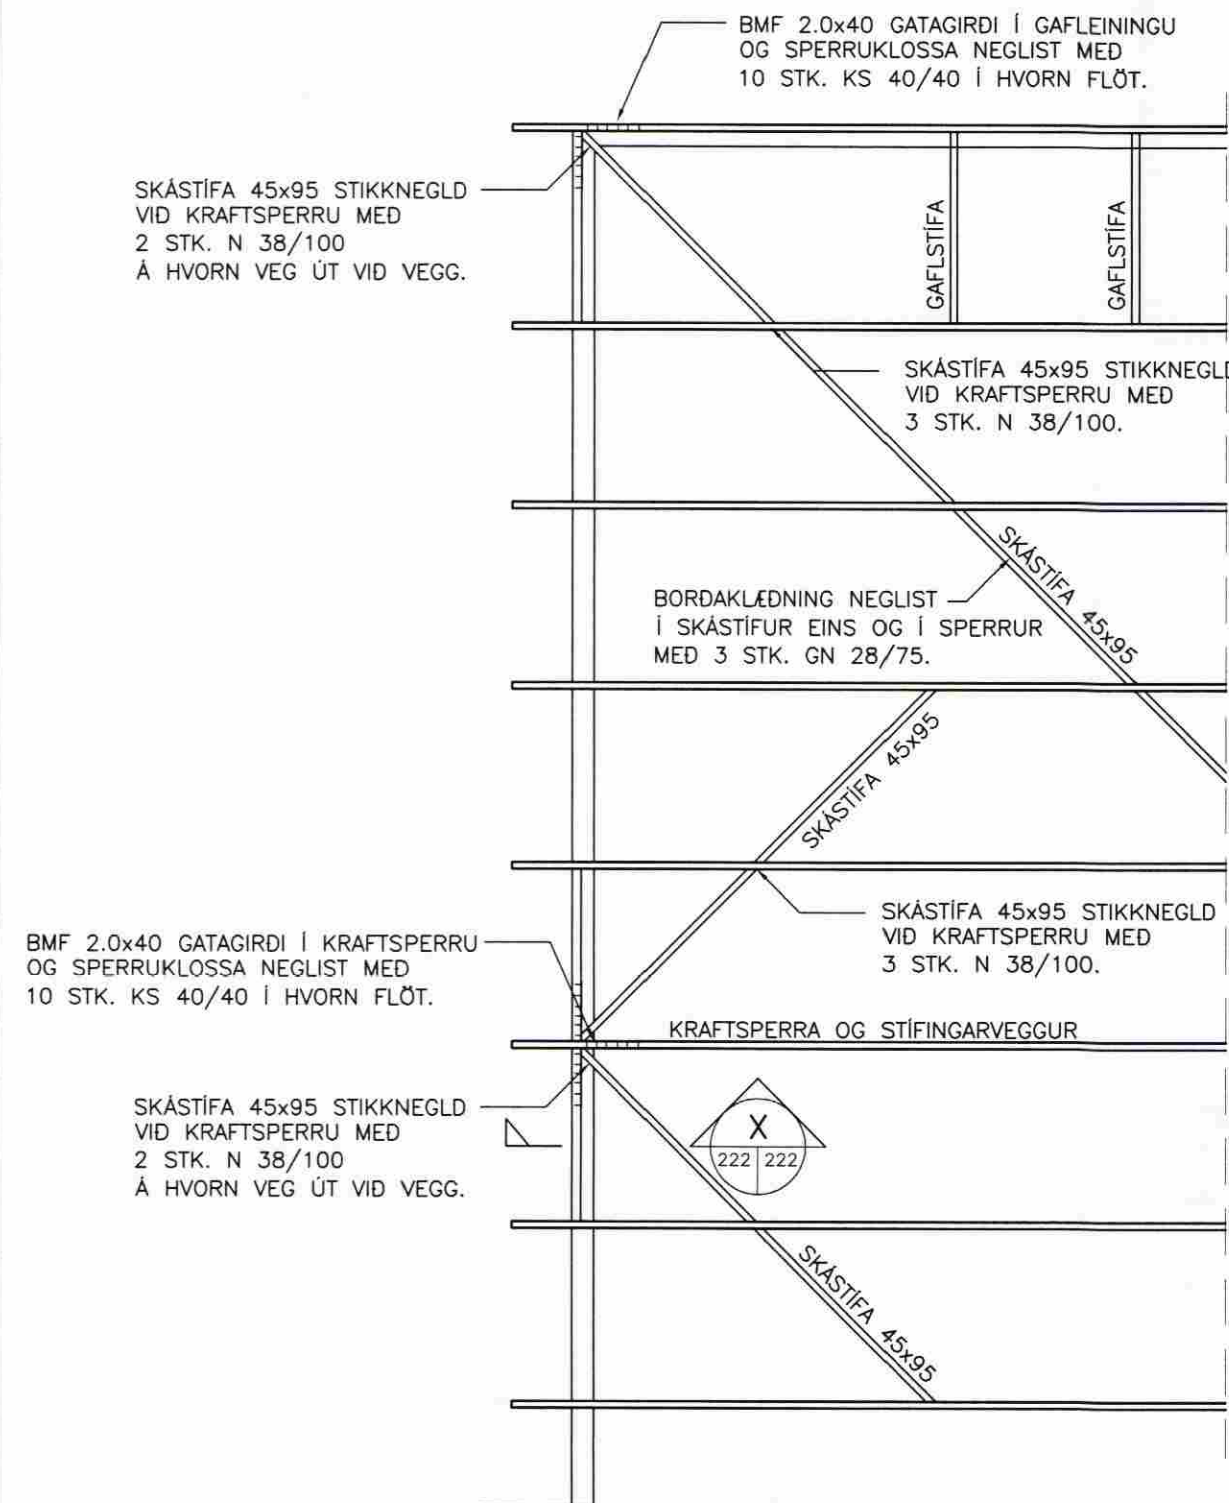 BMF 2.0x40 GATAGIRÐI Í GAFLEININGU
OG SPERRUKLOSSA NEGLIST MEÐ
10 STK. KS 40/40 Í HVORN FLÖT.
SKÁSTÍFA 45x95 STIKKNEGLD
VIÐ KRAFTSPERRU MEÐ
2 STK. N 38/100
Á HVORN VEG ÚT VIÐ VEGG.
GAFLSTÍFA
GAFLSTÍFA
SKÁSTÍFA 45x95 STIKKNEGLD
VIÐ KRAFTSPERRU MEÐ
3 STK. N 38/100.
SKÁSTÍFA 45x95
BORÐAKLÆÐNING NEGLIST
Í SKÁSTÍFUR EINS OG Í SPERRUR
MEÐ 3 STK. GN 28/75.
SKÁSTÍFA 45x95
SKÁSTÍFA 45x95 STIKKNEGLD
VIÐ KRAFTSPERRU MEÐ
3 STK. N 38/100.
BMF 2.0x40 GATAGIRÐI Í KRAFTSPERRU
OG SPERRUKLOSSA NEGLIST MEÐ
10 STK. KS 40/40 Í HVORN FLÖT.
KRAFTSPERRA OG STÍFINGARVEGGUR
SKÁSTÍFA 45x95 STIKKNEGLD
VIÐ KRAFTSPERRU MEÐ
2 STK. N 38/100
Á HVORN VEG ÚT VIÐ VEGG.
X
222 222
SKÁSTÍFA 45x95